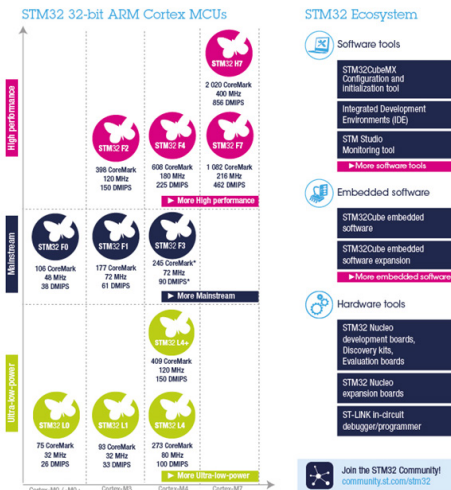 STM32 32-bit ARM Cortex MCUs
High performance
STM32 H7
2 020 CoreMark
400 MHz
856 DMIPS
STM32 F2
398 CoreMark
120 MHz
150 DMIPS
STM32 F4
608 CoreMark
180 MHz
225 DMIPS
STM32 F7
1 082 CoreMark
216 MHz
462 DMIPS
► More High performance
Mainstream
STM32 F0
106 CoreMark
48 MHz
38 DMIPS
STM32 F1
177 CoreMark
72 MHz
61 DMIPS
STM32 F3
245 CoreMark*
72 MHz
90 DMIPS*
► More Mainstream
Ultra-low-power
STM32 L4+
409 CoreMark
120 MHz
150 DMIPS
STM32 L0
75 CoreMark
32 MHz
26 DMIPS
STM32 L1
93 CoreMark
32 MHz
33 DMIPS
STM32 L4
273 CoreMark
80 MHz
100 DMIPS
► More Ultra-low-power
Cortex-M3
Cortex-M4
Cortex-M7
STM32 Ecosystem
Software tools
STM32CubeMX
Configuration and
initialization tool
Integrated Development
Environments (IDE)
STM Studio
Monitoring tool
►More software tools
Embedded software
STM32Cube embedded
software
STM32Cube embedded
software expansion
►More embedded software
Hardware tools
STM32 Nucleo
development boards,
Discovery kits,
Evaluation boards
STM32 Nucleo
expansion boards
ST-LINK in-circuit
debugger/programmer
Join the STM32 Community!
community.st.com/stm32